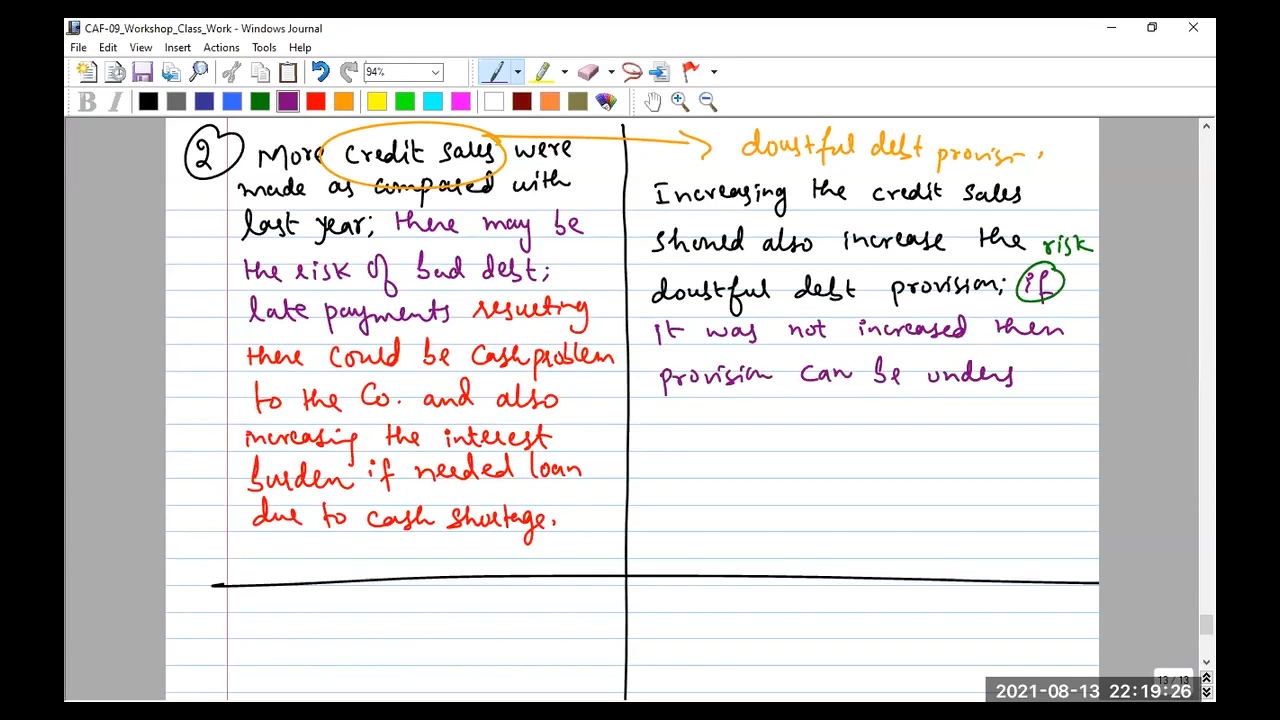 CAF-09_Workshop_Class_Work - Windows Journal
File Edit View Insert Actions Tools Help
94%
B I
2 More credit sales were
made as compared with
last year; there may be
the risk of bad debt;
late payments resulting
there could be cash problem
to the Co. and also
increasing the interest
burden if needed loan
due to cash shortage.
doubtful debt provision.
Increasing the credit sales
should also increase the risk
doubtful debt provision; if
it was not increased then
provision can be unders
13 / 13
2021-08-13 22:19:26